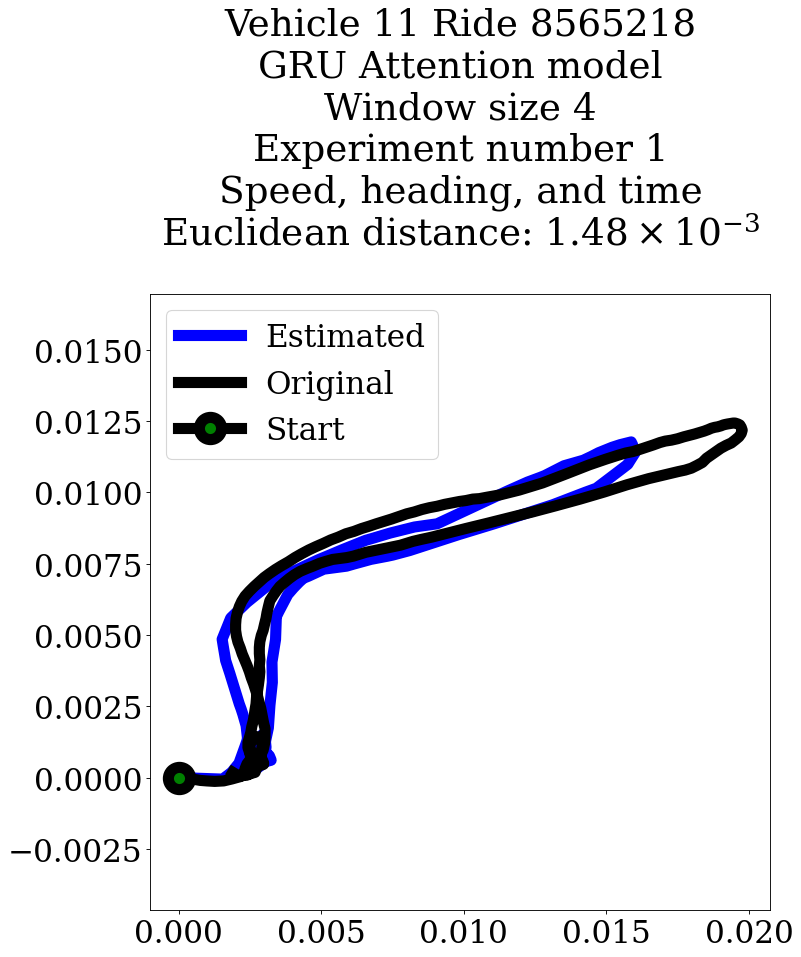 Vehicle 11 Ride 8565218
GRU Attention model
Window size 4
Experiment number 1
Speed, heading, and time
Euclidean distance: 1.48 × 10⁻³
Estimated
Original
Start
0.0150
0.0125
0.0100
0.0075
0.0050
0.0025
0.0000
−0.0025
0.000 0.005 0.010 0.015 0.020